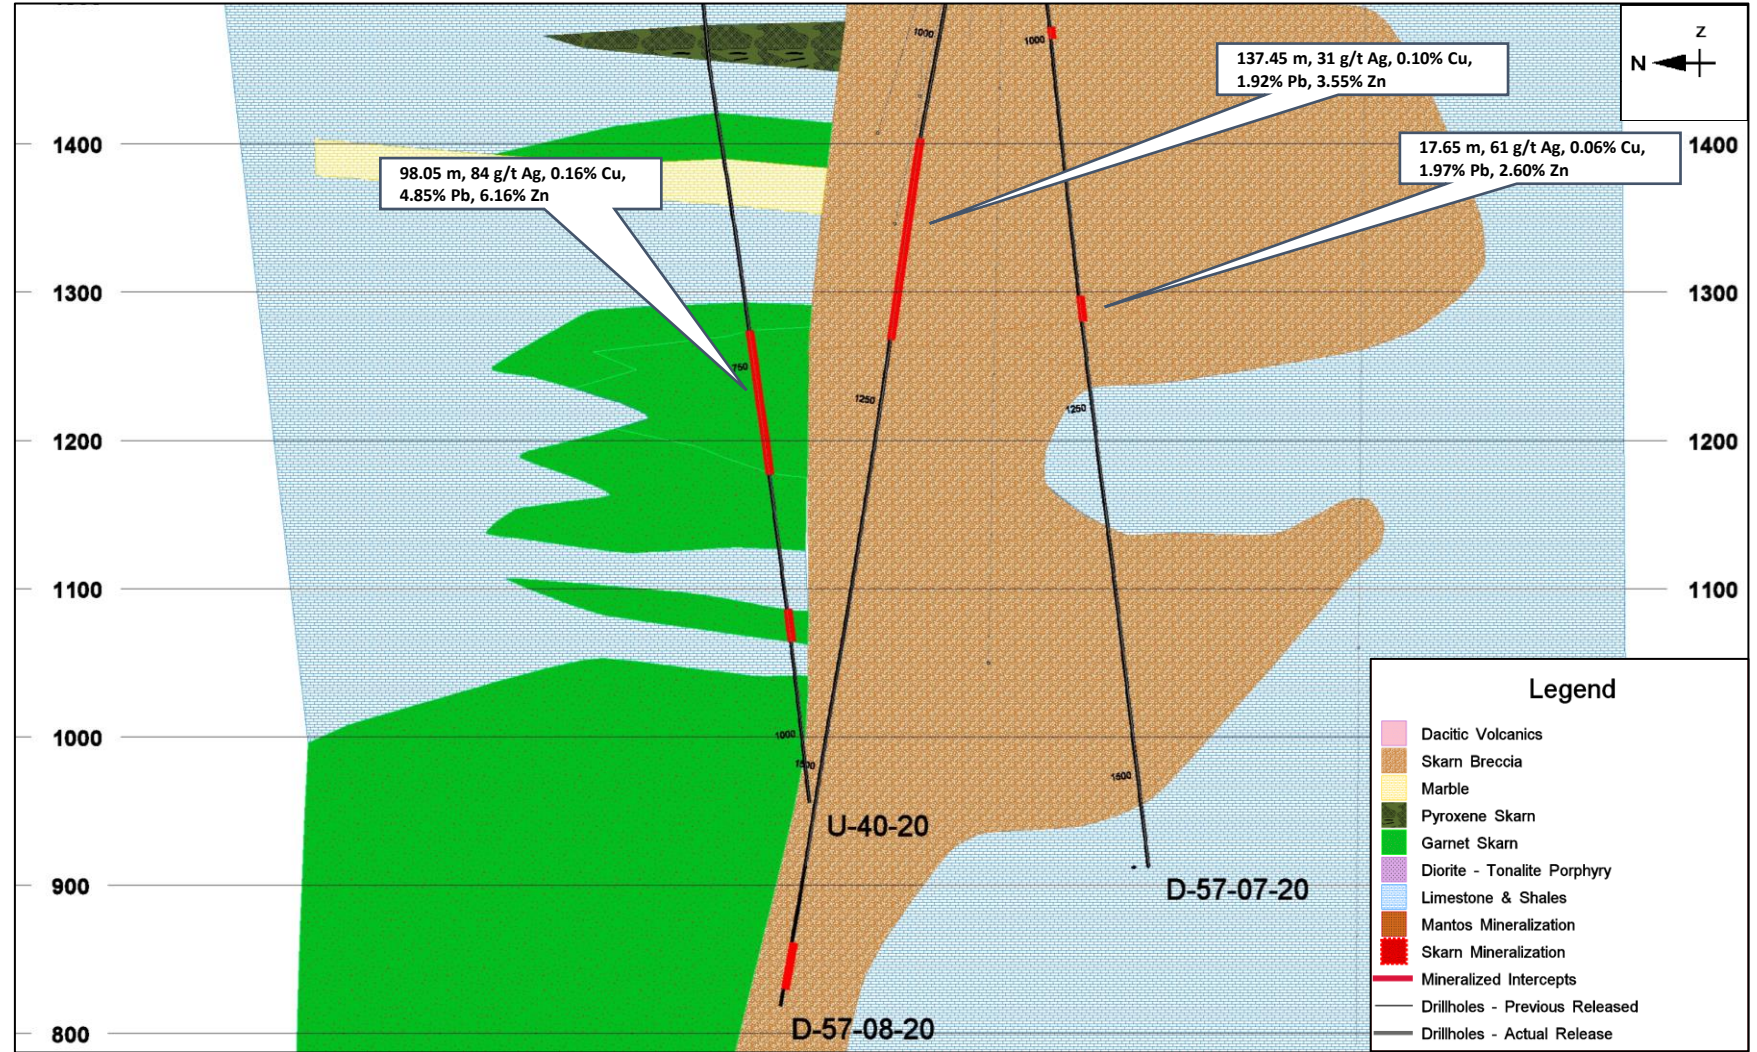 Z
N
1000
1000
137.45 m, 31 g/t Ag, 0.10% Cu,
1.92% Pb, 3.55% Zn
1400
1400
17.65 m, 61 g/t Ag, 0.06% Cu,
1.97% Pb, 2.60% Zn
98.05 m, 84 g/t Ag, 0.16% Cu,
4.85% Pb, 6.16% Zn
1300
1300
750
1250
1250
1200
1200
1100
1100
1000
1000
1500
1500
U-40-20
900
D-57-07-20
800
D-57-08-20
Legend
Dacitic Volcanics
Skarn Breccia
Marble
Pyroxene Skarn
Garnet Skarn
Diorite - Tonalite Porphyry
Limestone & Shales
Mantos Mineralization
Skarn Mineralization
Mineralized Intercepts
Drillholes - Previous Released
Drillholes - Actual Release